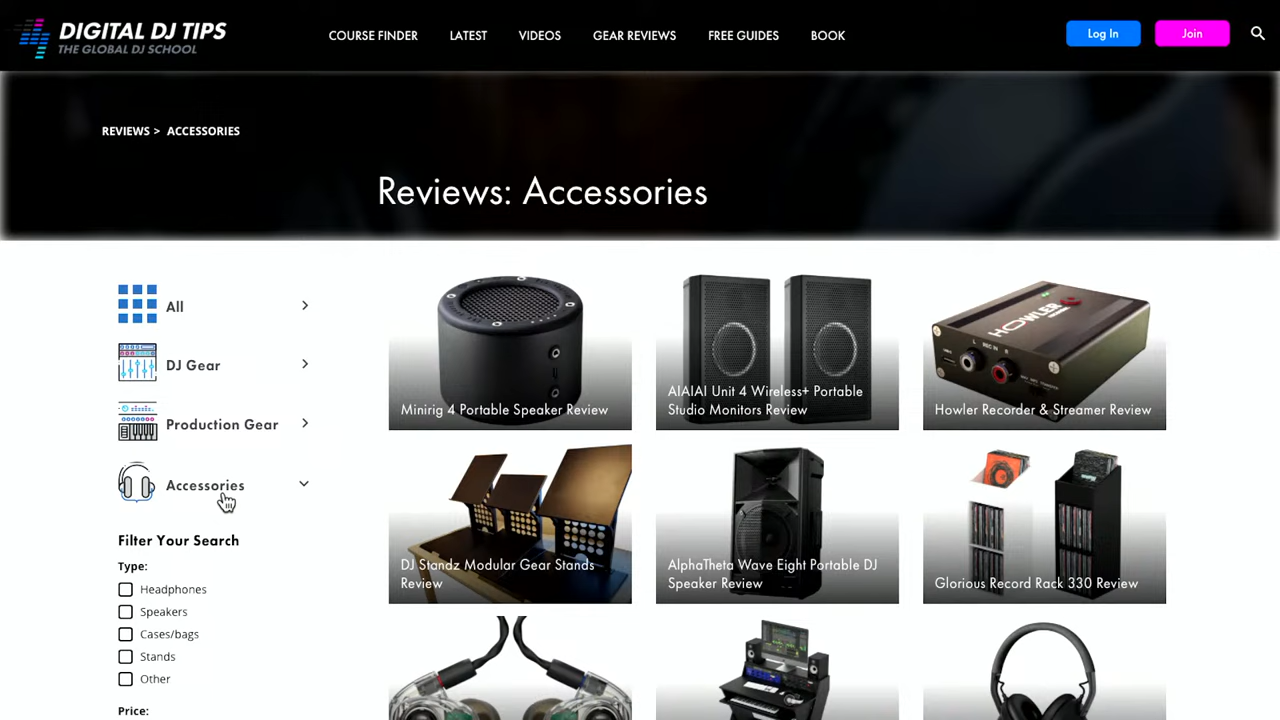 DIGITAL DJ TIPS
THE GLOBAL DJ SCHOOL
COURSE FINDER
LATEST
VIDEOS
GEAR REVIEWS
FREE GUIDES
BOOK
Log In
Join
REVIEWS > ACCESSORIES
Reviews: Accessories
All
DJ Gear
Production Gear
Accessories
Filter Your Search
Type:
Headphones
Speakers
Cases/bags
Stands
Other
Price:
Minirig 4 Portable Speaker Review
AIAIAI Unit 4 Wireless+ Portable
Studio Monitors Review
HOWLER
L REC IN R
Howler Recorder & Streamer Review
DJ Standz Modular Gear Stands
Review
AlphaTheta Wave Eight Portable DJ
Speaker Review
Glorious Record Rack 330 Review